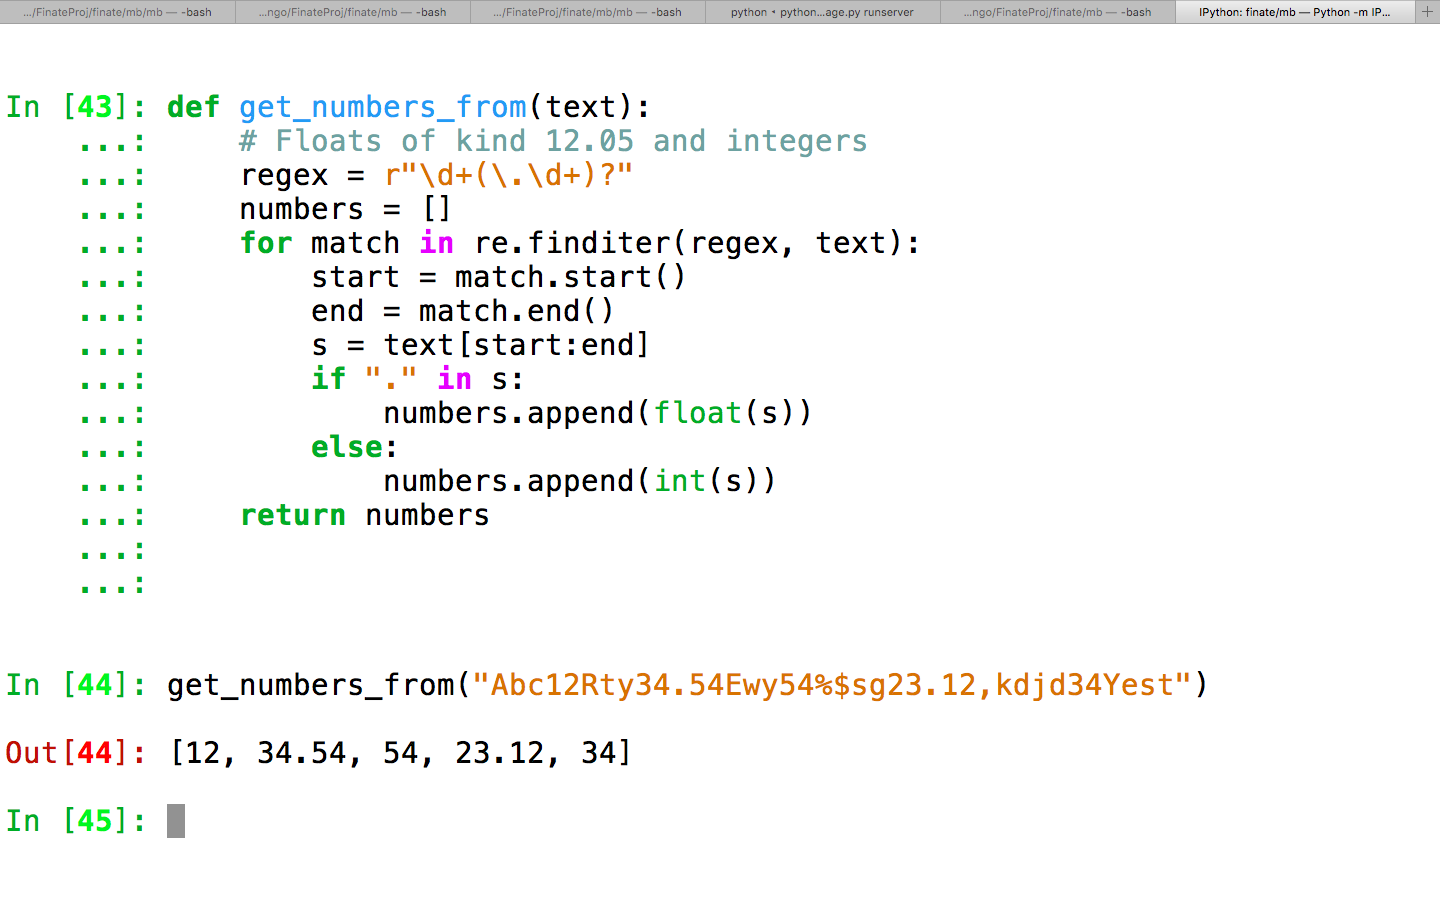 .../FinateProj/finate/mb/mb — -bash
...ngo/FinateProj/finate/mb — -bash
.../FinateProj/finate/mb/mb — -bash
python • python...age.py runserver
...ngo/FinateProj/finate/mb — -bash
IPython: finate/mb — Python -m IP...
+
In [43]: def get_numbers_from(text):
    ...:     # Floats of kind 12.05 and integers
    ...:     regex = r"\d+(\.\d+)?"
    ...:     numbers = []
    ...:     for match in re.finditer(regex, text):
    ...:         start = match.start()
    ...:         end = match.end()
    ...:         s = text[start:end]
    ...:         if "." in s:
    ...:             numbers.append(float(s))
    ...:         else:
    ...:             numbers.append(int(s))
    ...:     return numbers
    ...:
    ...:
In [44]: get_numbers_from("Abc12Rty34.54Ewy54%$sg23.12,kdjd34Yest")
Out[44]: [12, 34.54, 54, 23.12, 34]
In [45]: